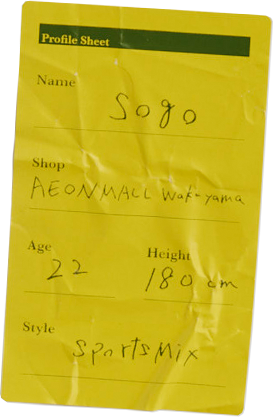 Profile Sheet
Name
Sogo
Shop
AEONMALL Wakayama
Age
Height
22
180 cm
Style
SportsMix